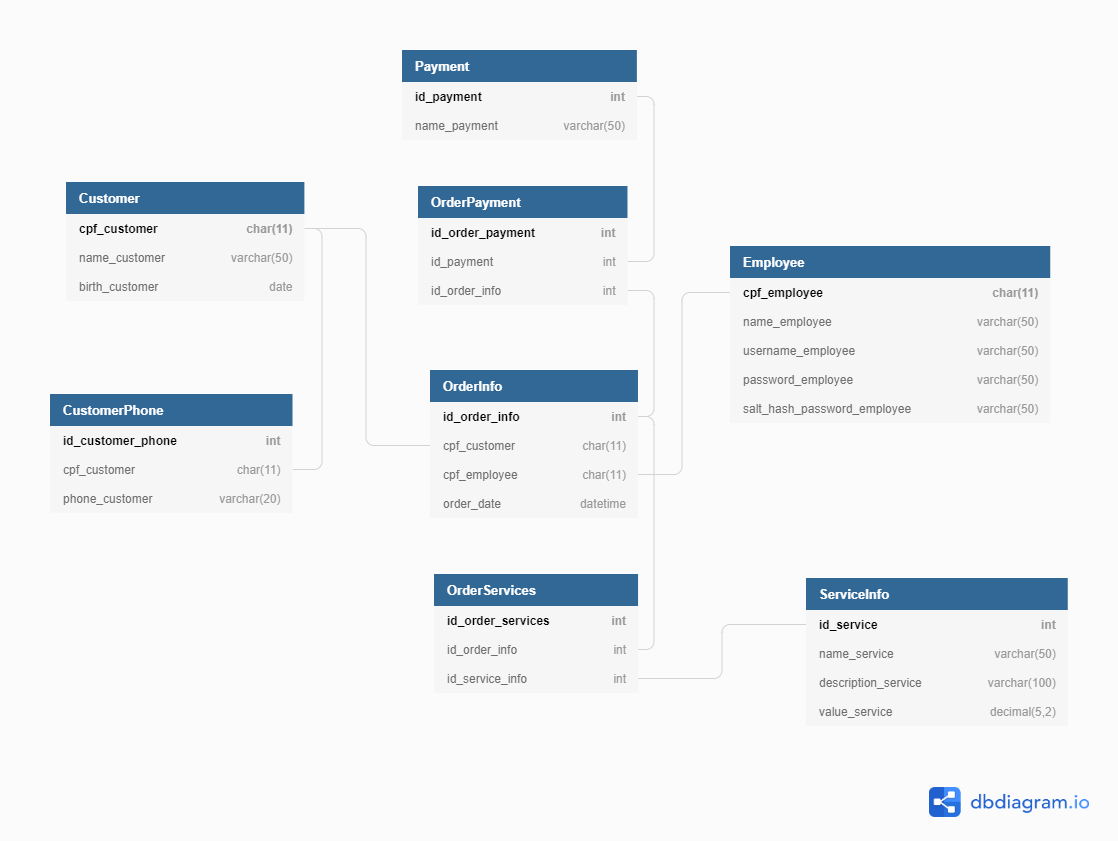 Payment
id_payment int
name_payment varchar(50)
Customer
cpf_customer char(11)
name_customer varchar(50)
birth_customer date
OrderPayment
id_order_payment int
id_payment int
id_order_info int
Employee
cpf_employee char(11)
name_employee varchar(50)
username_employee varchar(50)
password_employee varchar(50)
salt_hash_password_employee varchar(50)
CustomerPhone
id_customer_phone int
cpf_customer char(11)
phone_customer varchar(20)
OrderInfo
id_order_info int
cpf_customer char(11)
cpf_employee char(11)
order_date datetime
OrderServices
id_order_services int
id_order_info int
id_service_info int
ServiceInfo
id_service int
name_service varchar(50)
description_service varchar(100)
value_service decimal(5,2)
dbdiagram.io